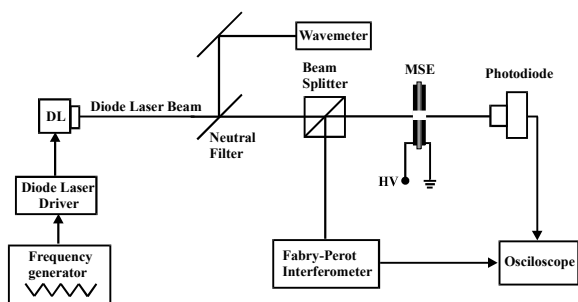 Wavemeter
Beam
Splitter
MSE
Photodiode
DL
Diode Laser Beam
Neutral
Filter
HV
Diode Laser
Driver
Frequency
generator
Fabry-Perot
Interferometer
Osciloscope